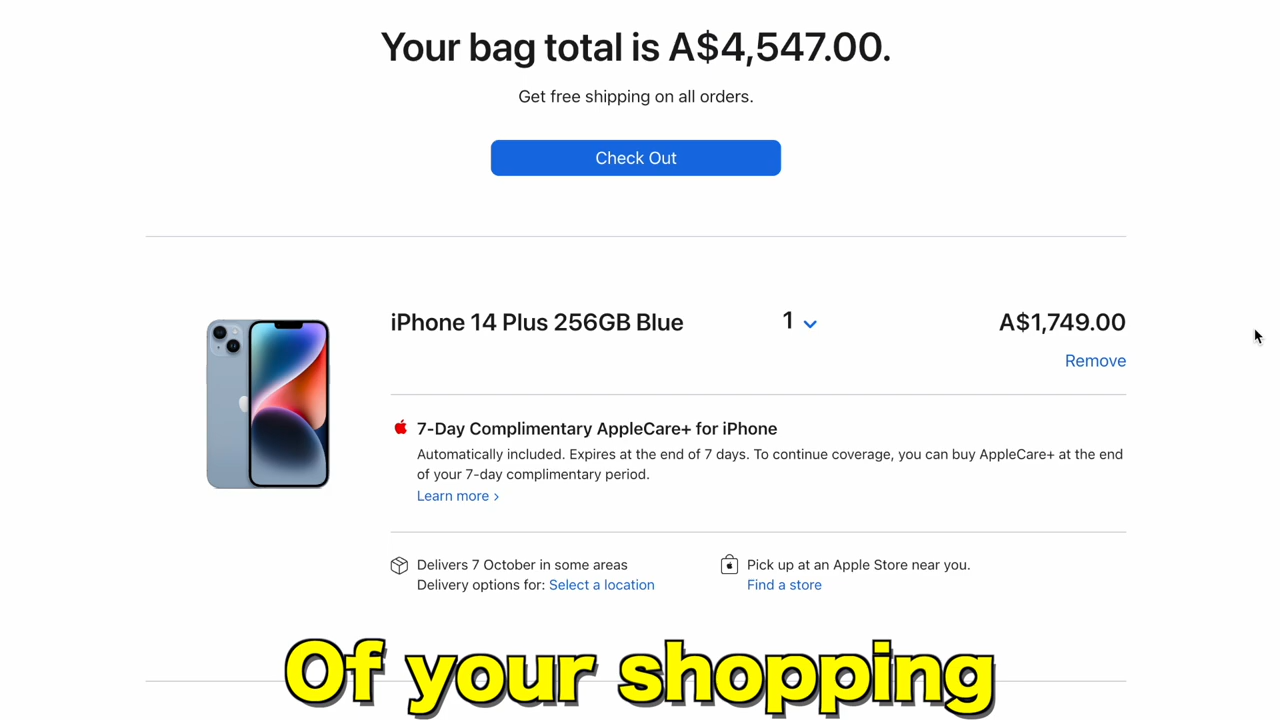 Your bag total is A$4,547.00.
Get free shipping on all orders.
Check Out
iPhone 14 Plus 256GB Blue
1
A$1,749.00
Remove
7-Day Complimentary AppleCare+ for iPhone
Automatically included. Expires at the end of 7 days. To continue coverage, you can buy AppleCare+ at the end
of your 7-day complimentary period.
Learn more ›
Delivers 7 October in some areas
Delivery options for: Select a location
Pick up at an Apple Store near you.
Find a store
Of your shopping